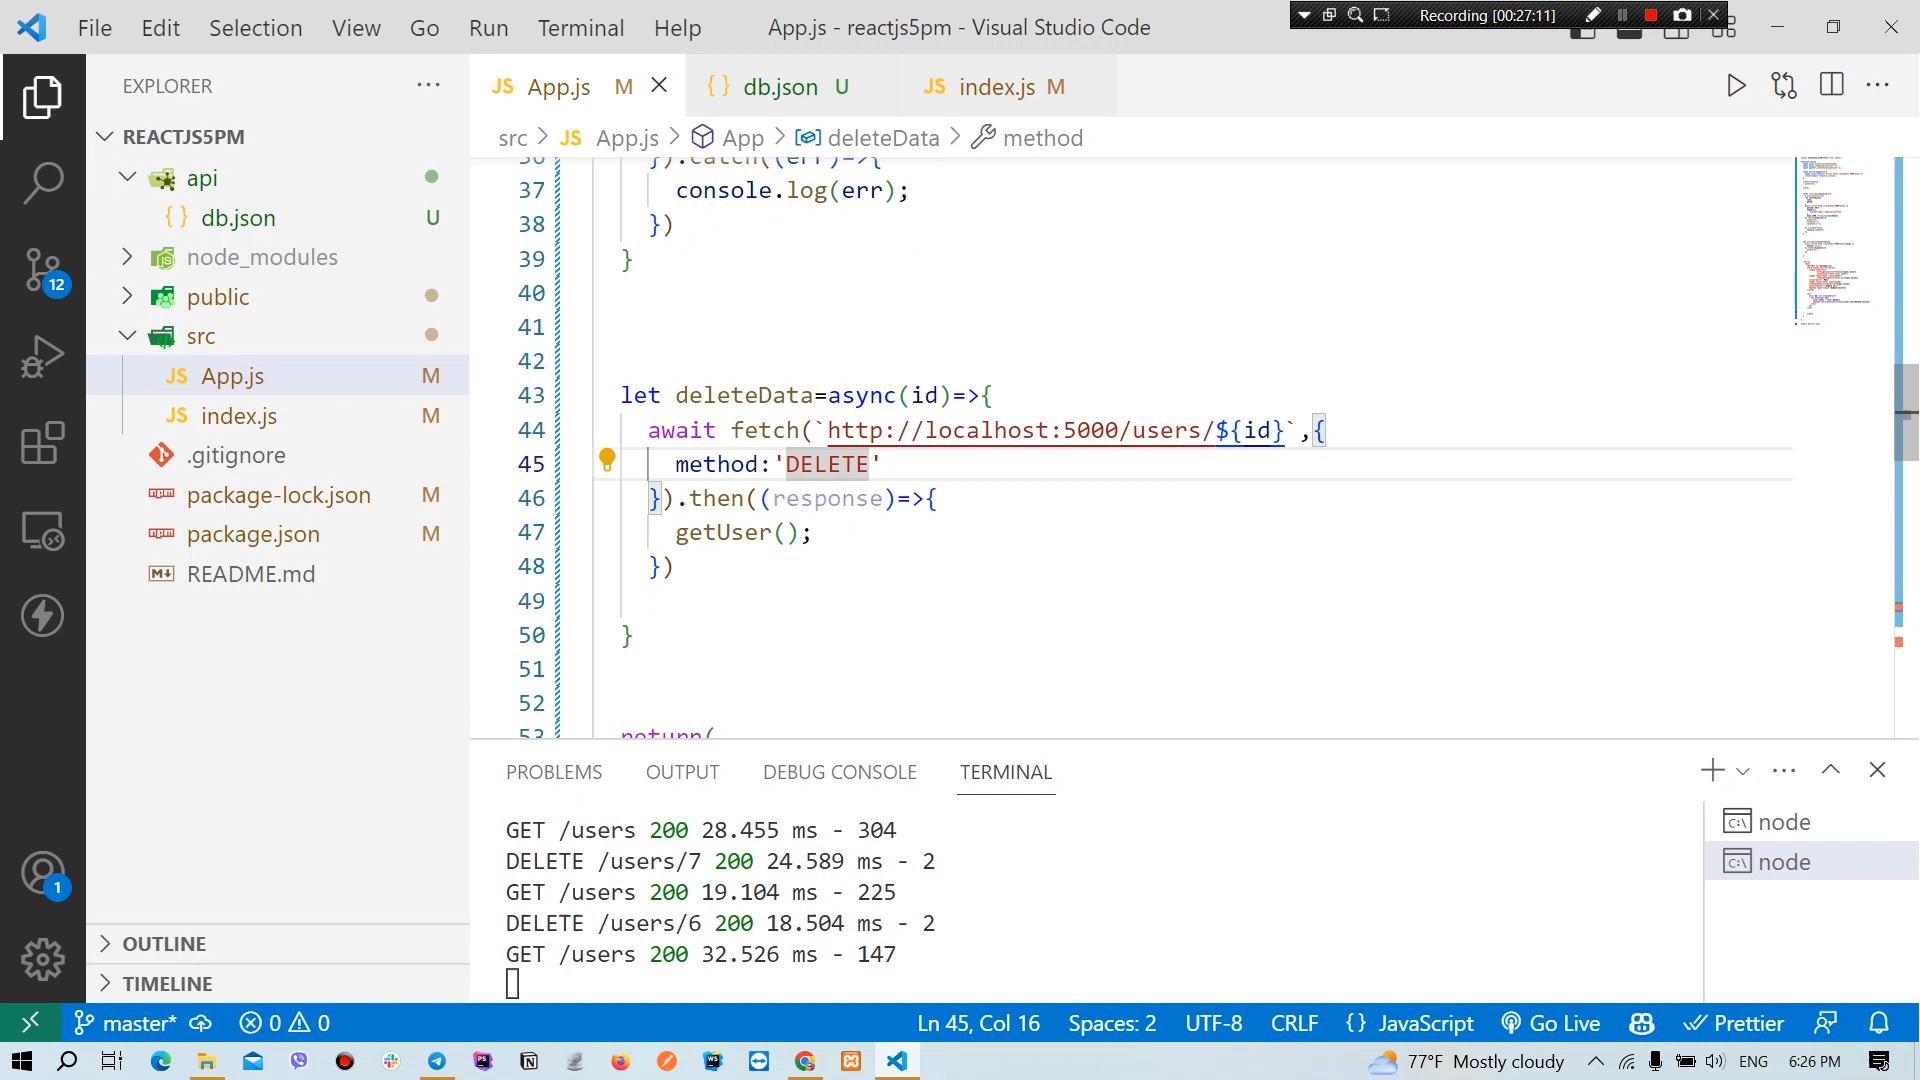 File Edit Selection View Go Run Terminal Help
App.js - reactjs5pm - Visual Studio Code
Recording [00:27:11]
EXPLORER
REACTJS5PM
api
{ } db.json U
node_modules
public
src
JS App.js M
JS index.js M
.gitignore
package-lock.json M
package.json M
README.md
OUTLINE
TIMELINE
12
1
JS App.js M
{ } db.json U
JS index.js M
src > JS App.js > App > deleteData > method
36 }).catch((err)=>{
37 console.log(err);
38 })
39 }
40
41
42
43 let deleteData=async(id)=>{
44 await fetch(`http://localhost:5000/users/${id}`,{
45 method:'DELETE'
46 }).then((response)=>{
47 getUser();
48 })
49
50 }
51
52
53 return(
PROBLEMS OUTPUT DEBUG CONSOLE TERMINAL
GET /users 200 28.455 ms - 304
DELETE /users/7 200 24.589 ms - 2
GET /users 200 19.104 ms - 225
DELETE /users/6 200 18.504 ms - 2
GET /users 200 32.526 ms - 147
node
node
master* 0 0
Ln 45, Col 16 Spaces: 2 UTF-8 CRLF { } JavaScript Go Live Prettier
77°F Mostly cloudy ENG 6:26 PM